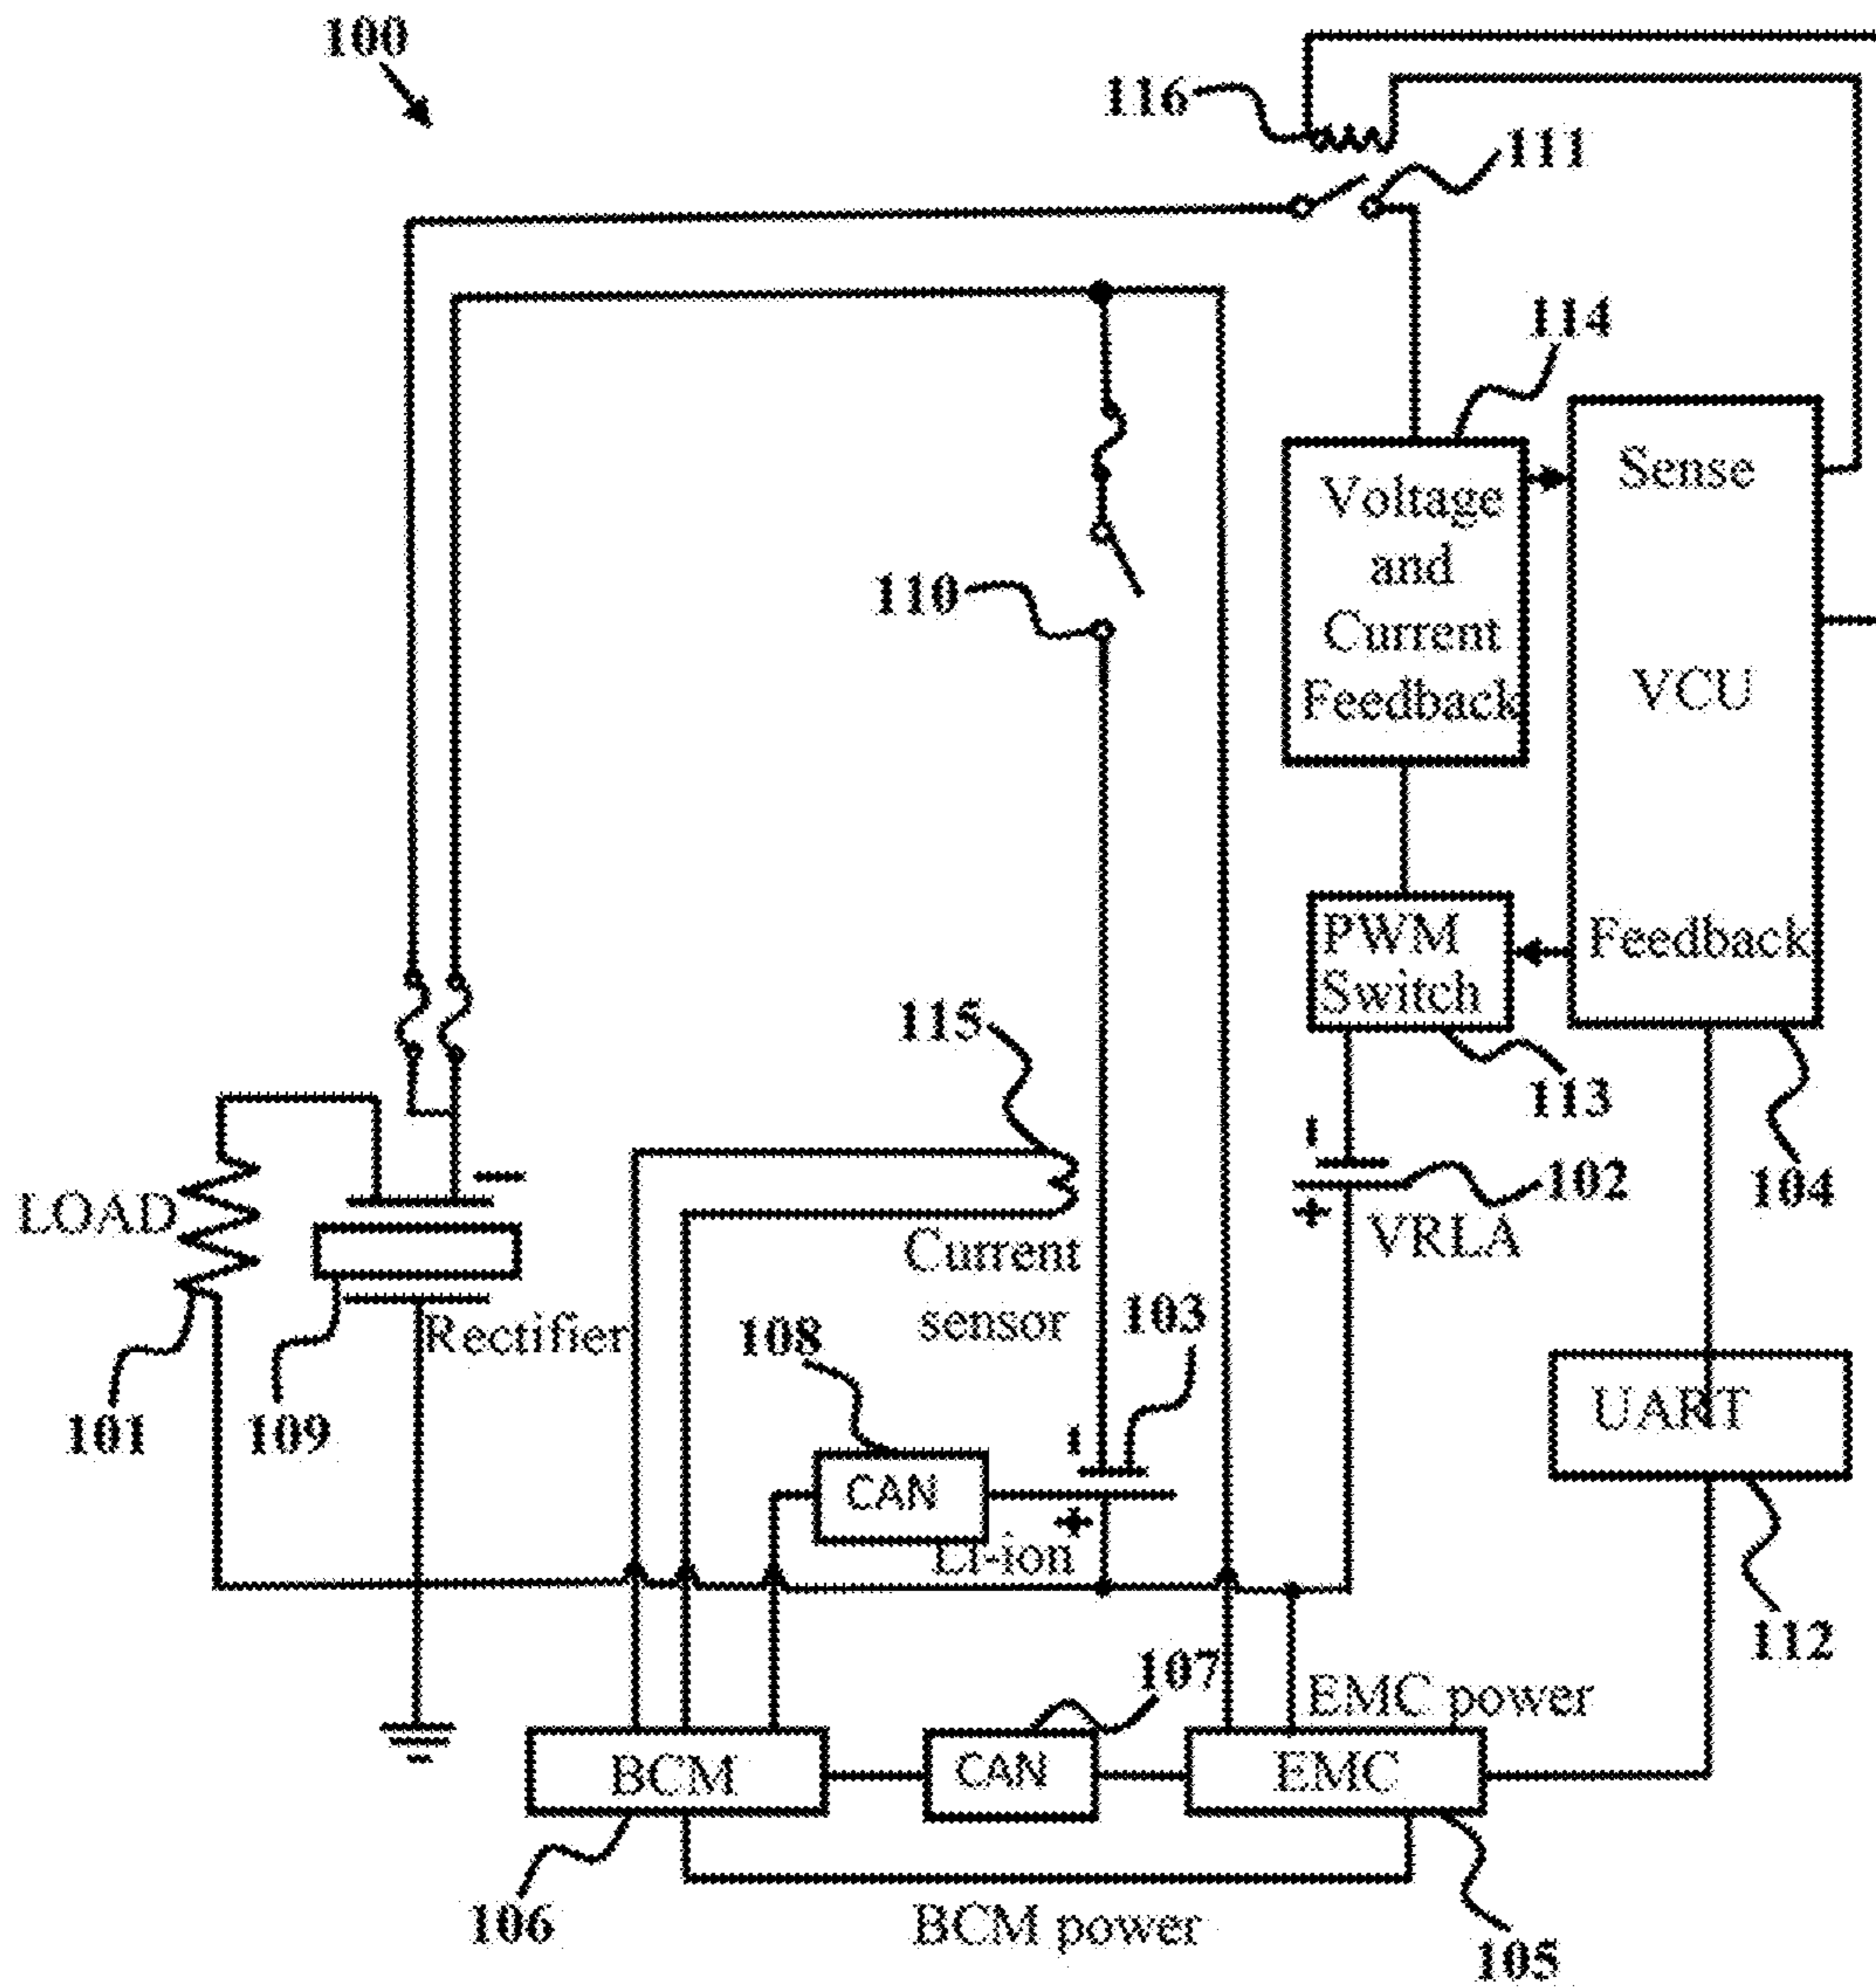 100
116
111
114
Sense
Voltage
and
Current
Feedback
110
VCU
PWM
Switch
Feedback
115
113
LOAD
102
104
VRLA
Current
sensor
103
Rectifier
108
101
109
UART
CAN
Li-ion
107
112
EMC power
BCM
CAN
EMC
106
BCM power
105